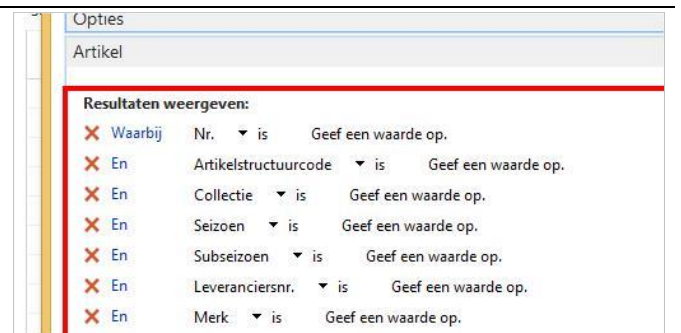 Opties
Artikel
Resultaten weergeven:
Waarbij Nr. is Geef een waarde op.
En Artikelstructuurcode is Geef een waarde op.
En Collectie is Geef een waarde op.
En Seizoen is Geef een waarde op.
En Subseizoen is Geef een waarde op.
En Leveranciersnr. is Geef een waarde op.
En Merk is Geef een waarde op.